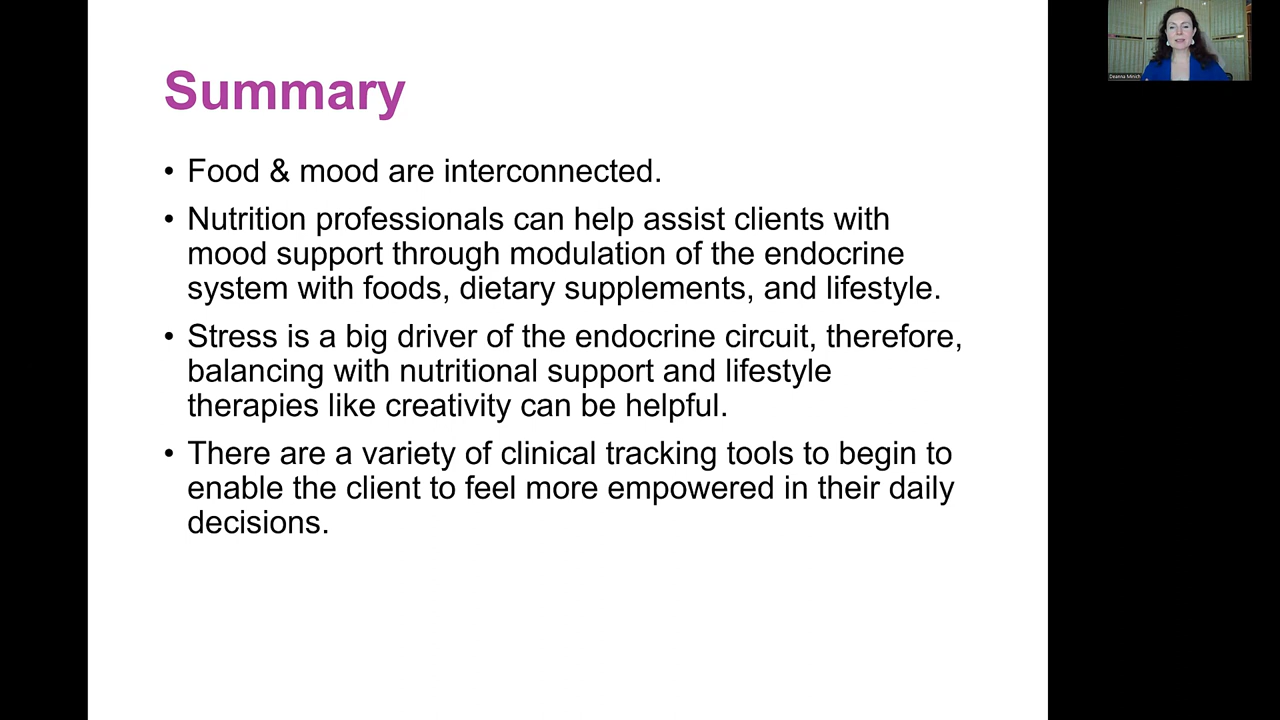 Summary
• Food & mood are interconnected.
• Nutrition professionals can help assist clients with
mood support through modulation of the endocrine
system with foods, dietary supplements, and lifestyle.
• Stress is a big driver of the endocrine circuit, therefore,
balancing with nutritional support and lifestyle
therapies like creativity can be helpful.
• There are a variety of clinical tracking tools to begin to
enable the client to feel more empowered in their daily
decisions.
Deanna Minich